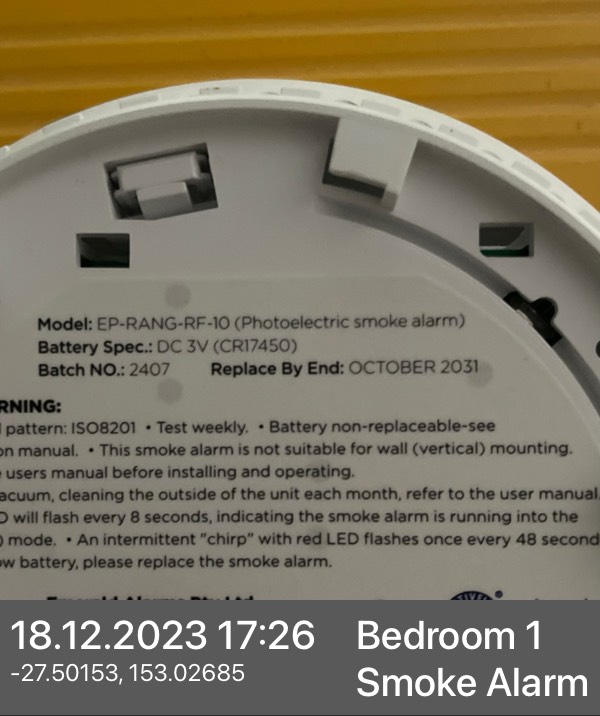 Model: EP-RANG-RF-10 (Photoelectric smoke alarm)
Battery Spec.: DC 3V (CR17450)
Batch NO.: 2407 Replace By End: OCTOBER 2031
RNING:
pattern: ISO8201 • Test weekly. • Battery non-replaceable-see
on manual. • This smoke alarm is not suitable for wall (vertical) mounting.
users manual before installing and operating.
acuum, cleaning the outside of the unit each month, refer to the user manual.
D will flash every 8 seconds, indicating the smoke alarm is running into the
) mode. • An intermittent "chirp" with red LED flashes once every 48 second
w battery, please replace the smoke alarm.
Emerald Alarms Pty Ltd
18.12.2023 17:26
-27.50153, 153.02685
Bedroom 1
Smoke Alarm